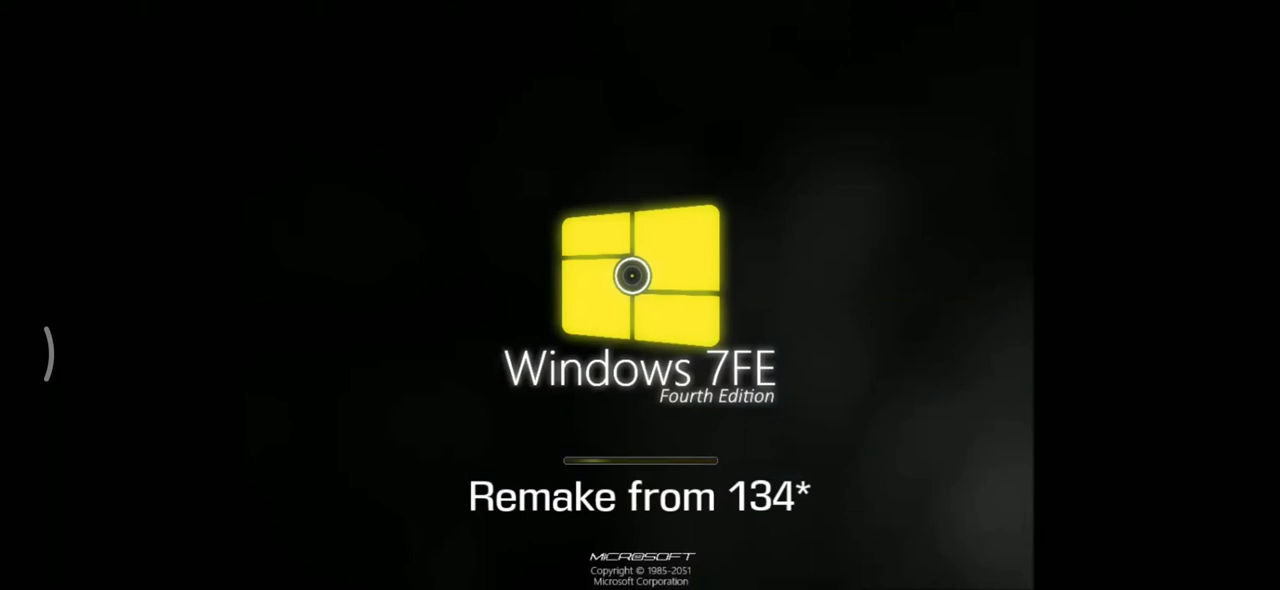 Windows 7FE
Fourth Edition
Remake from 134*
MICROSOFT
Copyright © 1985-2051
Microsoft Corporation